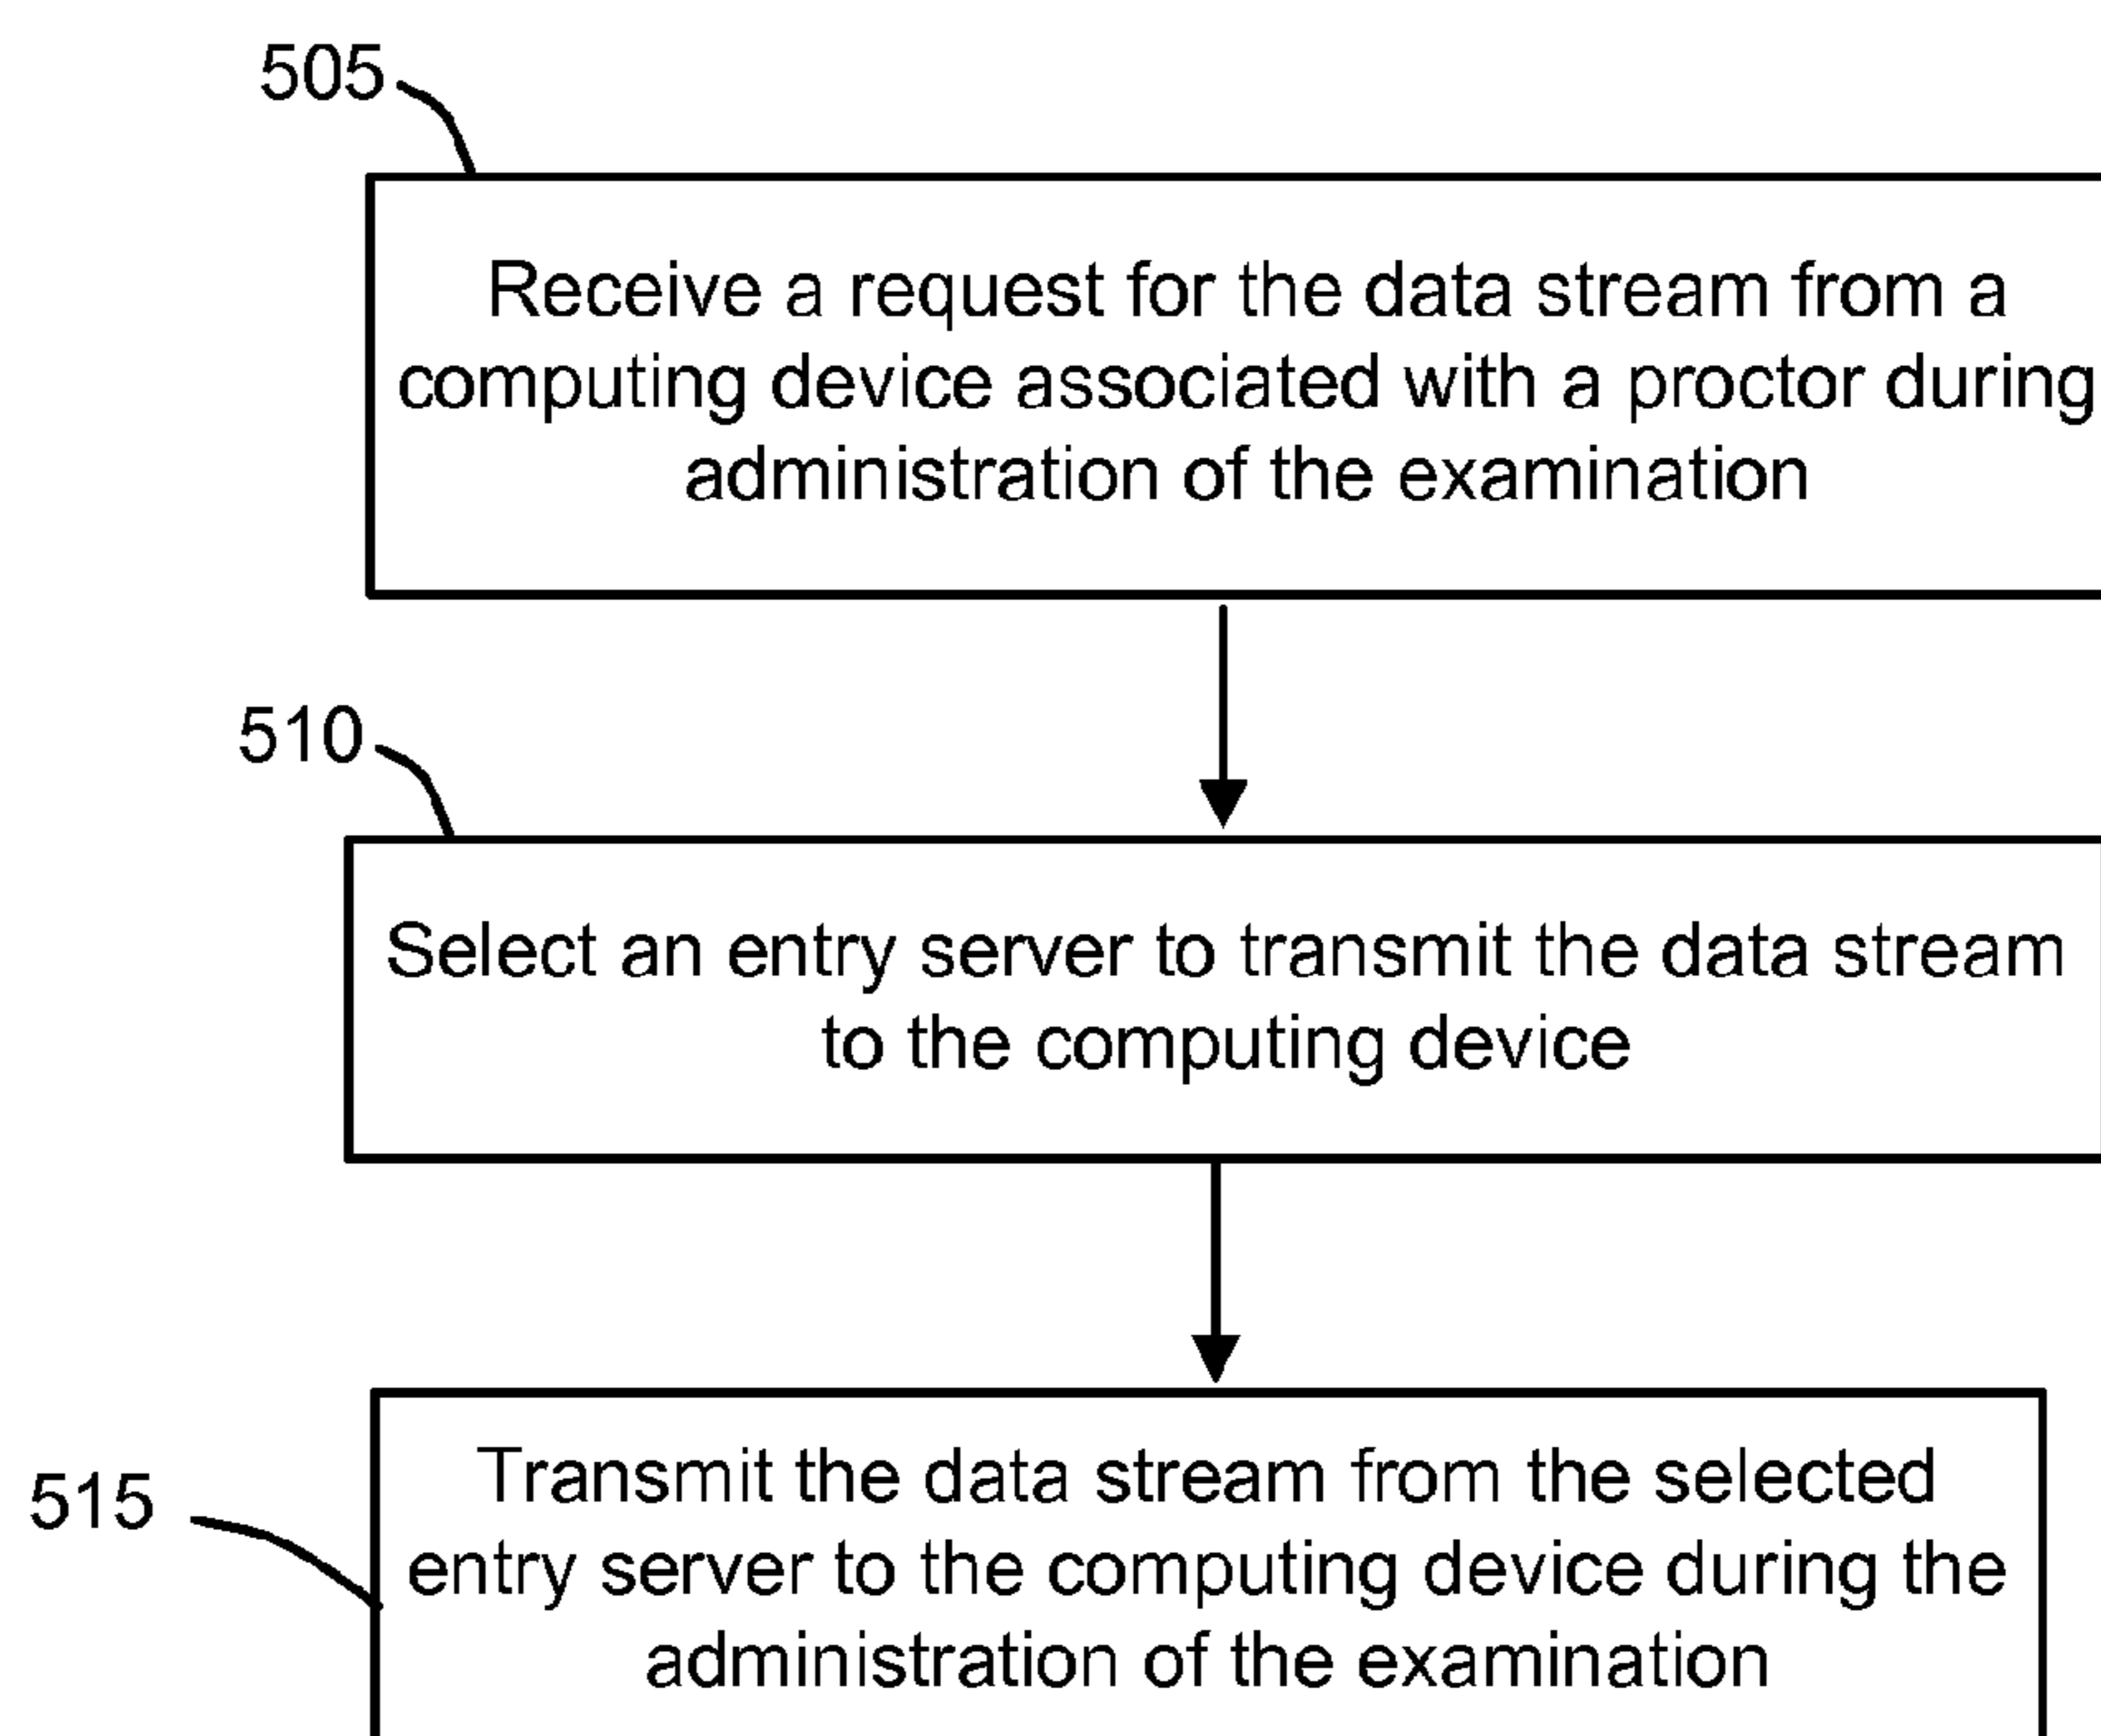 505
Receive a request for the data stream from a
computing device associated with a proctor during
administration of the examination
510
Select an entry server to transmit the data stream
to the computing device
515
Transmit the data stream from the selected
entry server to the computing device during the
administration of the examination